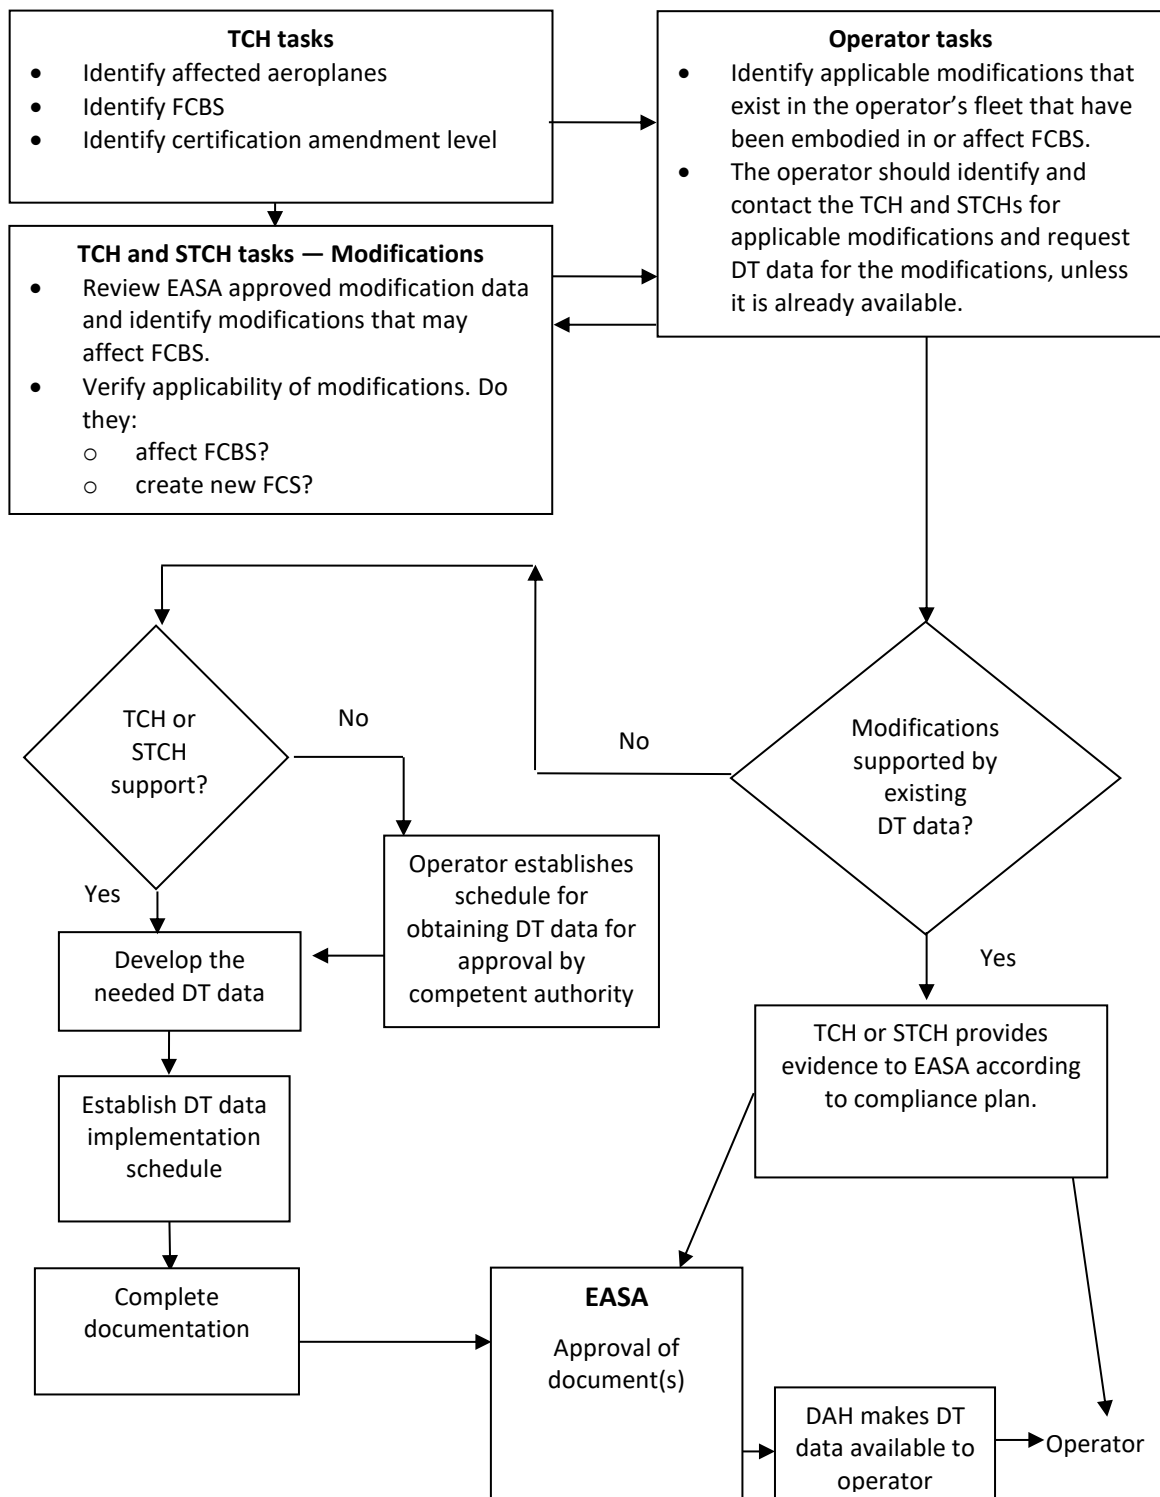 TCH tasks
• Identify affected aeroplanes
• Identify FCBS
• Identify certification amendment level
Operator tasks
• Identify applicable modifications that
exist in the operator’s fleet that have
been embodied in or affect FCBS.
• The operator should identify and
contact the TCH and STCHs for
applicable modifications and request
DT data for the modifications, unless
it is already available.
TCH and STCH tasks — Modifications
• Review EASA approved modification data
and identify modifications that may
affect FCBS.
• Verify applicability of modifications. Do
they:
o affect FCBS?
o create new FCS?
TCH or
STCH
support?
No
No
Modifications
supported by
existing
DT data?
Yes
Operator establishes
schedule for
obtaining DT data for
approval by
competent authority
Develop the
needed DT data
Yes
TCH or STCH provides
evidence to EASA according
to compliance plan.
Establish DT data
implementation
schedule
Complete
documentation
EASA
Approval of
document(s)
DAH makes DT
data available to
operator
Operator